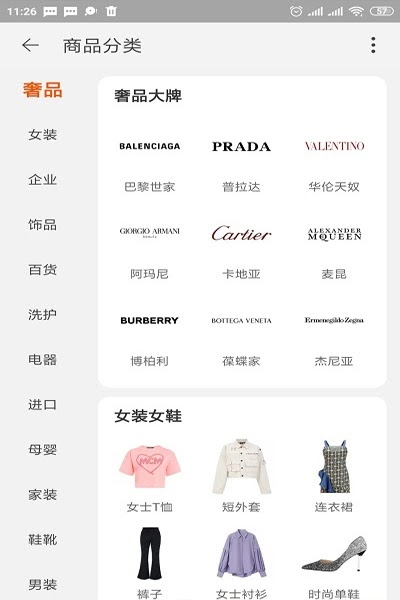 11:26
57
商品分类
奢品
女装
企业
饰品
百货
洗护
电器
进口
母婴
家装
鞋靴
男装
奢品大牌
BALENCIAGA PRADA VALENTINO
巴黎世家 普拉达 华伦天奴
GIORGIO ARMANI
beauty
Cartier
ALEXANDER
MQUEEN
阿玛尼 卡地亚 麦昆
BURBERRY BOTTEGA VENETA Ermenegildo Zegna
博柏利 葆蝶家 杰尼亚
女装女鞋
MCM
女士T恤 短外套 连衣裙
裤子 女士衬衫 时尚单鞋